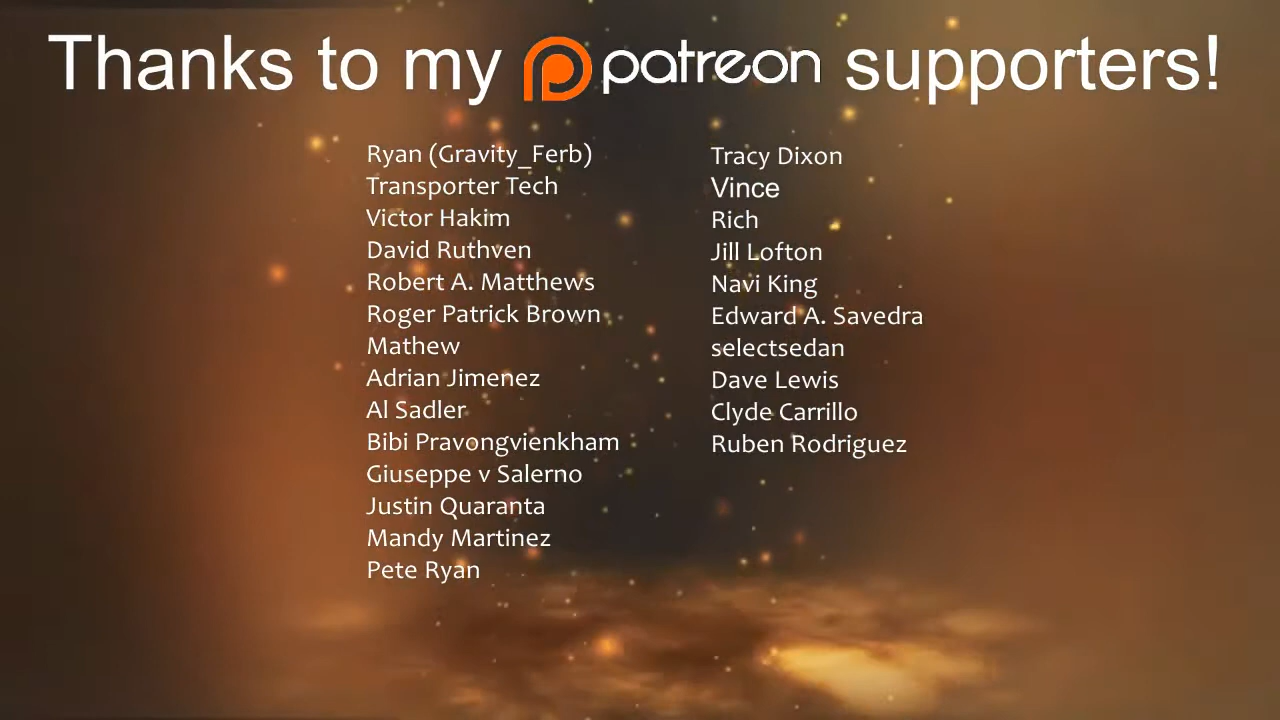 Thanks to my patreon supporters!
Ryan (Gravity_Ferb)
Transporter Tech
Victor Hakim
David Ruthven
Robert A. Matthews
Roger Patrick Brown
Mathew
Adrian Jimenez
Al Sadler
Bibi Pravongvienkham
Giuseppe v Salerno
Justin Quaranta
Mandy Martinez
Pete Ryan
Tracy Dixon
Vince
Rich
Jill Lofton
Navi King
Edward A. Savedra
selectsedan
Dave Lewis
Clyde Carrillo
Ruben Rodriguez